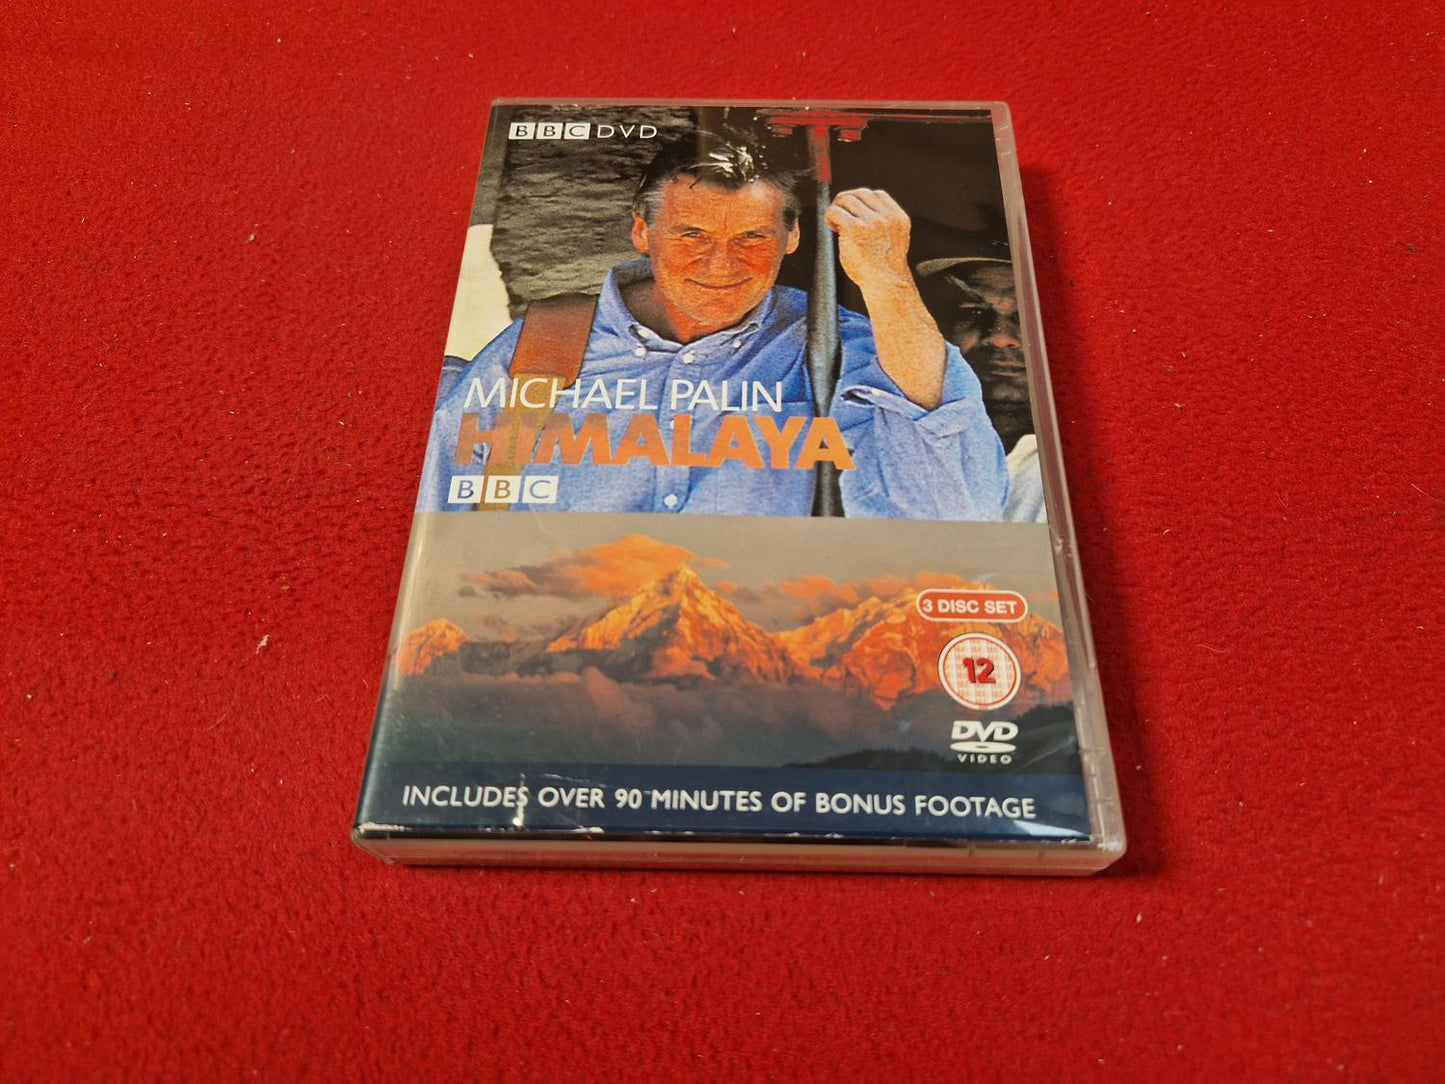 BBC DVD
MICHAEL PALIN
HIMALAYA
BBC
3 DISC SET
12
DVD
VIDEO
INCLUDES OVER 90 MINUTES OF BONUS FOOTAGE